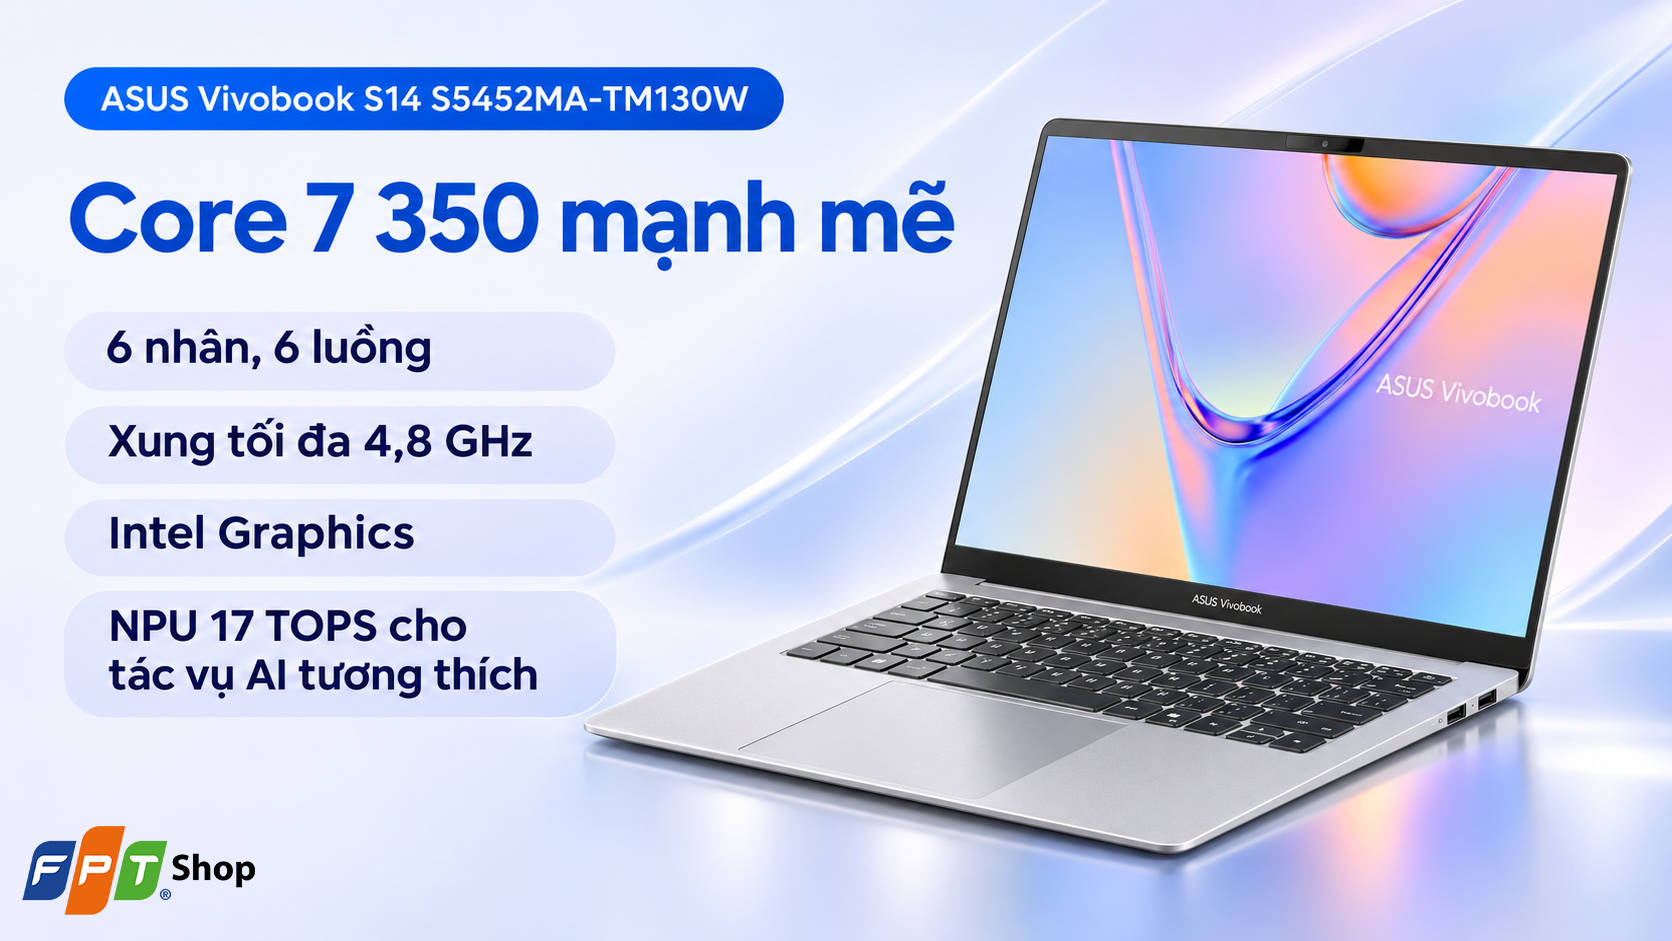 ASUS Vivobook S14 S5452MA-TM130W
Core 7 350 mạnh mẽ
6 nhân, 6 luồng
Xung tối đa 4,8 GHz
Intel Graphics
NPU 17 TOPS cho
tác vụ AI tương thích
ASUS Vivobook
ASUS Vivobook
FPT® Shop